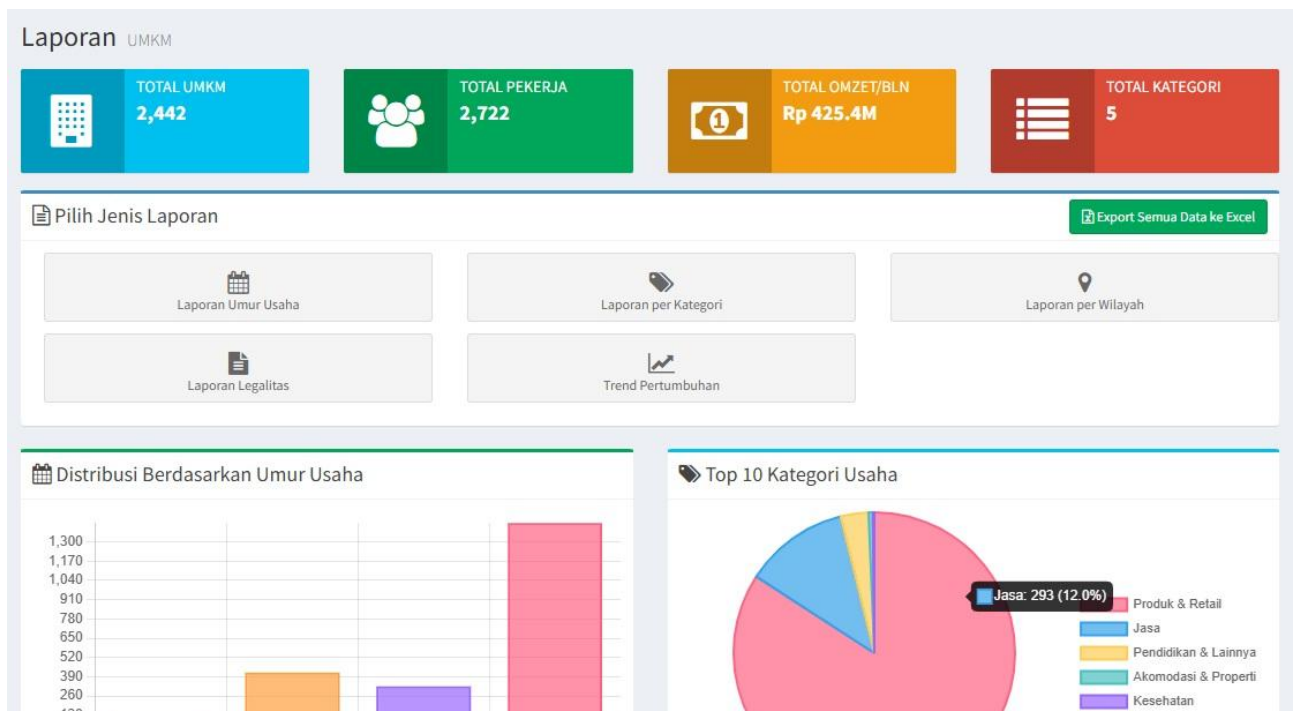 Laporan UMKM
TOTAL UMKM
2,442
TOTAL PEKERJA
2,722
1
TOTAL OMZET/BLN
Rp 425.4M
TOTAL KATEGORI
5
Pilih Jenis Laporan
Export Semua Data ke Excel
Laporan Umur Usaha
Laporan per Kategori
Laporan per Wilayah
Laporan Legalitas
Trend Pertumbuhan
Distribusi Berdasarkan Umur Usaha
1,300
1,170
1,040
910
780
650
520
390
260
Top 10 Kategori Usaha
Jasa: 293 (12.0%)
Produk & Retail
Jasa
Pendidikan & Lainnya
Akomodasi & Properti
Kesehatan